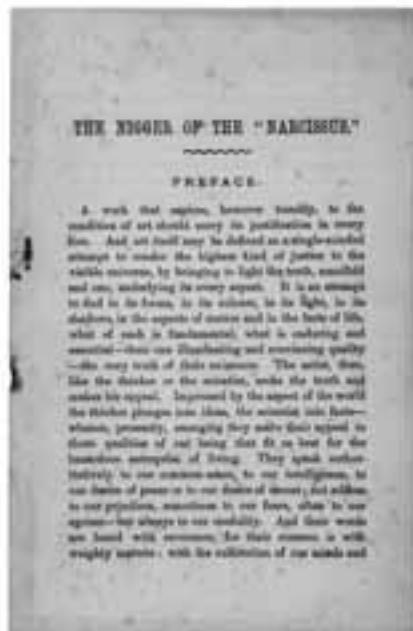 THE NIGGER OF THE "NARCISSUS."
PREFACE.
A work that aspires, however humbly, to the
condition of art should carry its justification in every
line. And art itself may be defined as a single-minded
attempt to render the highest kind of justice to the
visible universe, by bringing to light the truth, manifold
and one, underlying its every aspect. It is an attempt
to find in its forms, in its colours, in its light, in its
shadows, in the aspects of matter and in the facts of life,
what of each is fundamental, what is enduring and
essential—their one illuminating and convincing quality
—the very truth of their existence. The artist, then,
like the thinker or the scientist, seeks the truth and
makes his appeal. Impressed by the aspect of the world
the thinker plunges into ideas, the scientist into facts—
whence, presently, emerging they make their appeal to
those qualities of our being that fit us best for the
hazardous enterprise of living. They speak
to our common-sense, to our intelligence, to
our desire of peace or to our desire of unrest; not seldom
to our prejudices, sometimes to our fears, often to our
egoism—but always to our credulity. And their words
are heard with reverence, for their concern is with
weighty matters: with the cultivation of our minds and